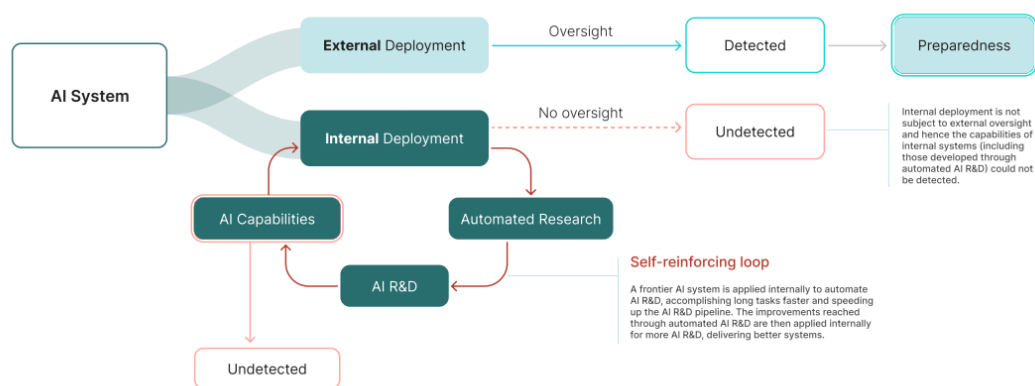 External Deployment
Oversight
Detected
Preparedness
AI System
Internal Deployment
No oversight
Undetected
Internal deployment is not
subject to external oversight
and hence the capabilities of
internal systems (including
those developed through
automated AI R&D) could not
be detected.
AI Capabilities
Automated Research
AI R&D
Self-reinforcing loop
A frontier AI system is applied internally to automate
AI R&D, accomplishing long tasks faster and speeding
up the AI R&D pipeline. The improvements reached
through automated AI R&D are then applied internally
for more AI R&D, delivering better systems.
Undetected